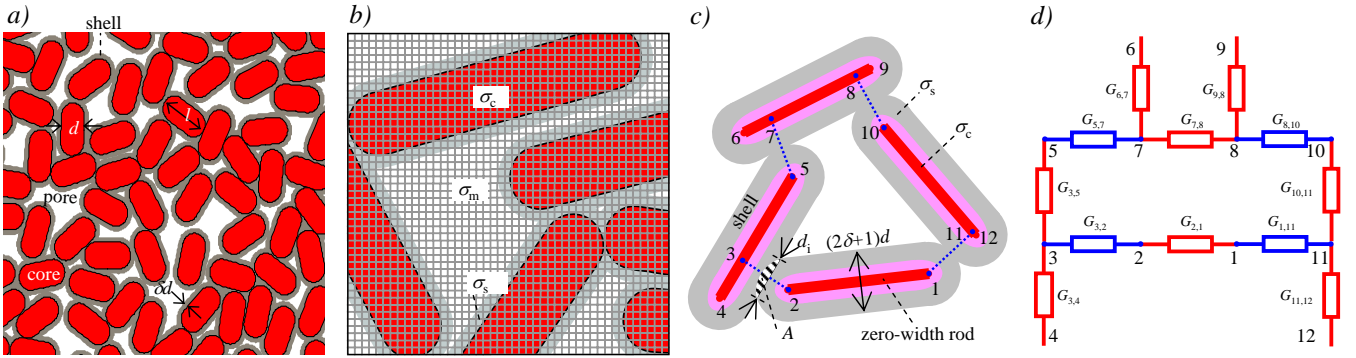 a)
shell
l
d
pore
core
δd
b)
σc
σm
σs
c)
9
8
σs
6
7
10
σc
5
shell
di
(2δ+1)d
11
12
3
2
1
4
A
zero-width rod
d)
6
9
G6,7
G9,8
G5,7
G7,8
G8,10
5
7
8
10
G3,5
G10,11
G3,2
G2,1
G1,11
3
2
1
11
G3,4
G11,12
4
12